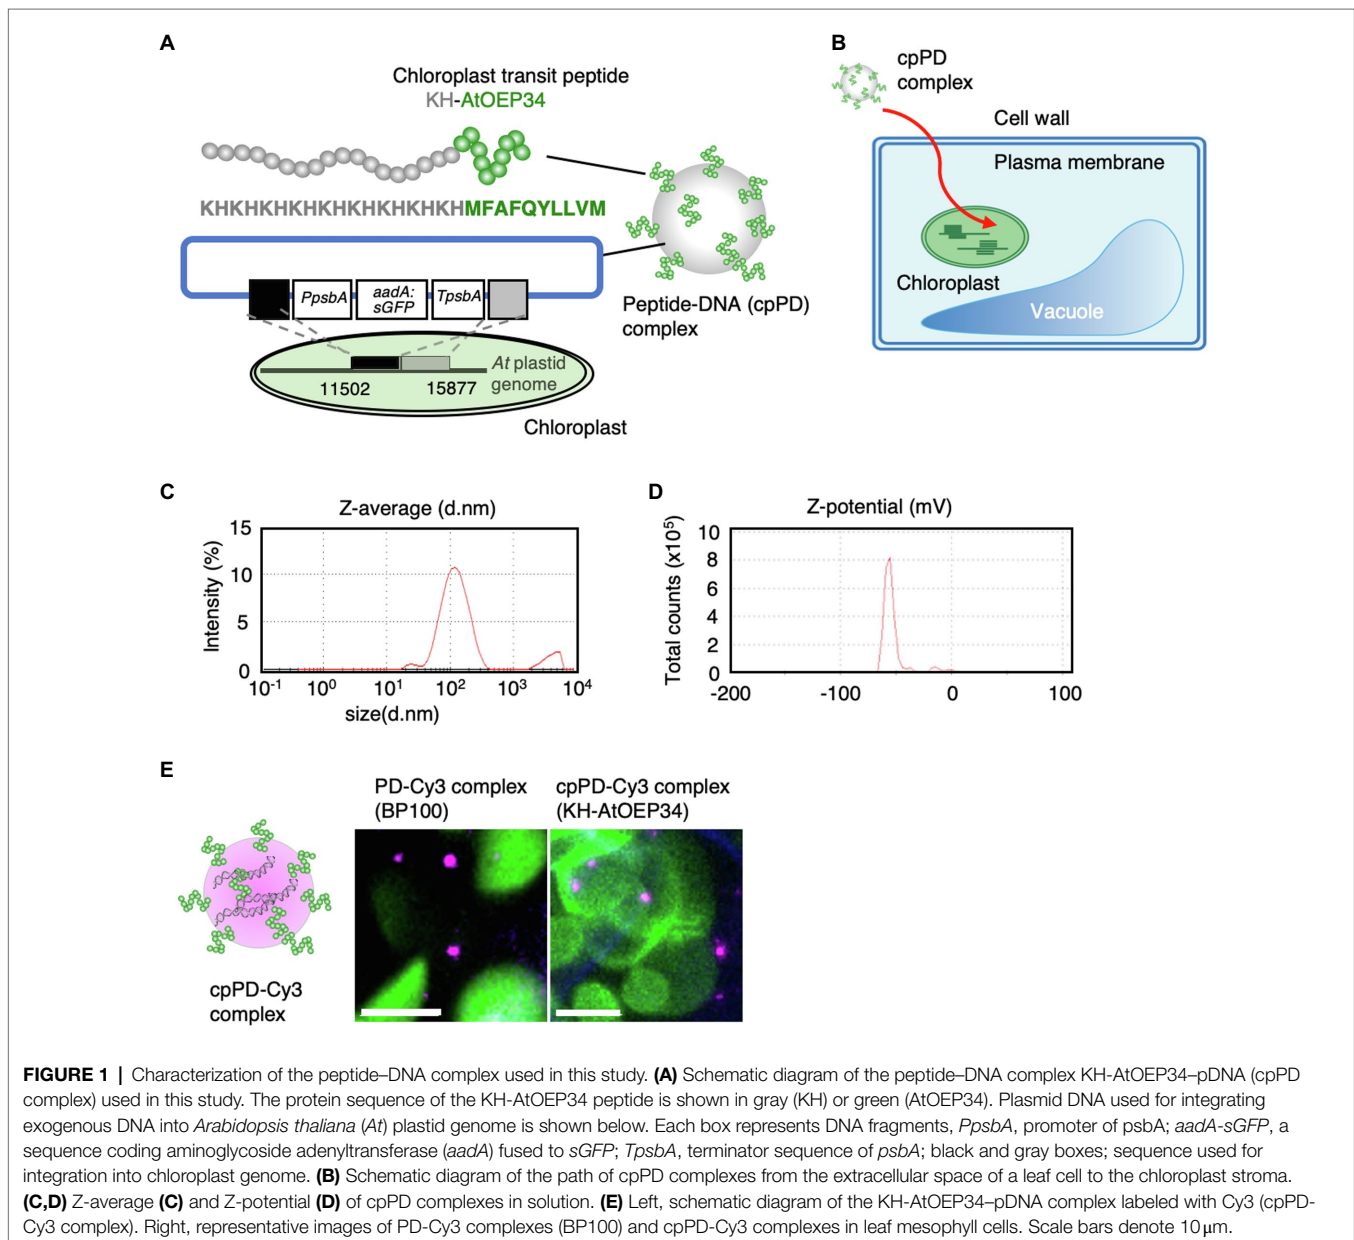 A
Chloroplast transit peptide
KH-AtOEP34
KHKHKHKHKHKHKHKHKHMFAFQYLLVM
PpsbA
aadA:
sGFP
TpsbA
Peptide-DNA (cpPD)
complex
At plastid
genome
11502
15877
Chloroplast
B
cpPD
complex
Cell wall
Plasma membrane
Chloroplast
Vacuole
C
Z-average (d.nm)
Intensity (%)
15
10
5
0
10⁻¹ 10⁰ 10¹ 10² 10³ 10⁴
size(d.nm)
D
Z-potential (mV)
Total counts (x10⁵)
10
8
6
4
2
0
-200 -100 0 100
E
cpPD-Cy3
complex
PD-Cy3 complex
(BP100)
cpPD-Cy3 complex
(KH-AtOEP34)
FIGURE 1 | Characterization of the peptide–DNA complex used in this study. (A) Schematic diagram of the peptide–DNA complex KH-AtOEP34–pDNA (cpPD
complex) used in this study. The protein sequence of the KH-AtOEP34 peptide is shown in gray (KH) or green (AtOEP34). Plasmid DNA used for integrating
exogenous DNA into Arabidopsis thaliana (At) plastid genome is shown below. Each box represents DNA fragments, PpsbA, promoter of psbA; aadA-sGFP, a
sequence coding aminoglycoside adenyltransferase (aadA) fused to sGFP; TpsbA, terminator sequence of psbA; black and gray boxes; sequence used for
integration into chloroplast genome. (B) Schematic diagram of the path of cpPD complexes from the extracellular space of a leaf cell to the chloroplast stroma.
(C,D) Z-average (C) and Z-potential (D) of cpPD complexes in solution. (E) Left, schematic diagram of the KH-AtOEP34–pDNA complex labeled with Cy3 (cpPD-
Cy3 complex). Right, representative images of PD-Cy3 complexes (BP100) and cpPD-Cy3 complexes in leaf mesophyll cells. Scale bars denote 10 μm.